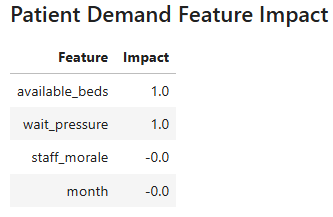 Patient Demand Feature Impact
Feature Impact
available_beds 1.0
wait_pressure 1.0
staff_morale -0.0
month -0.0